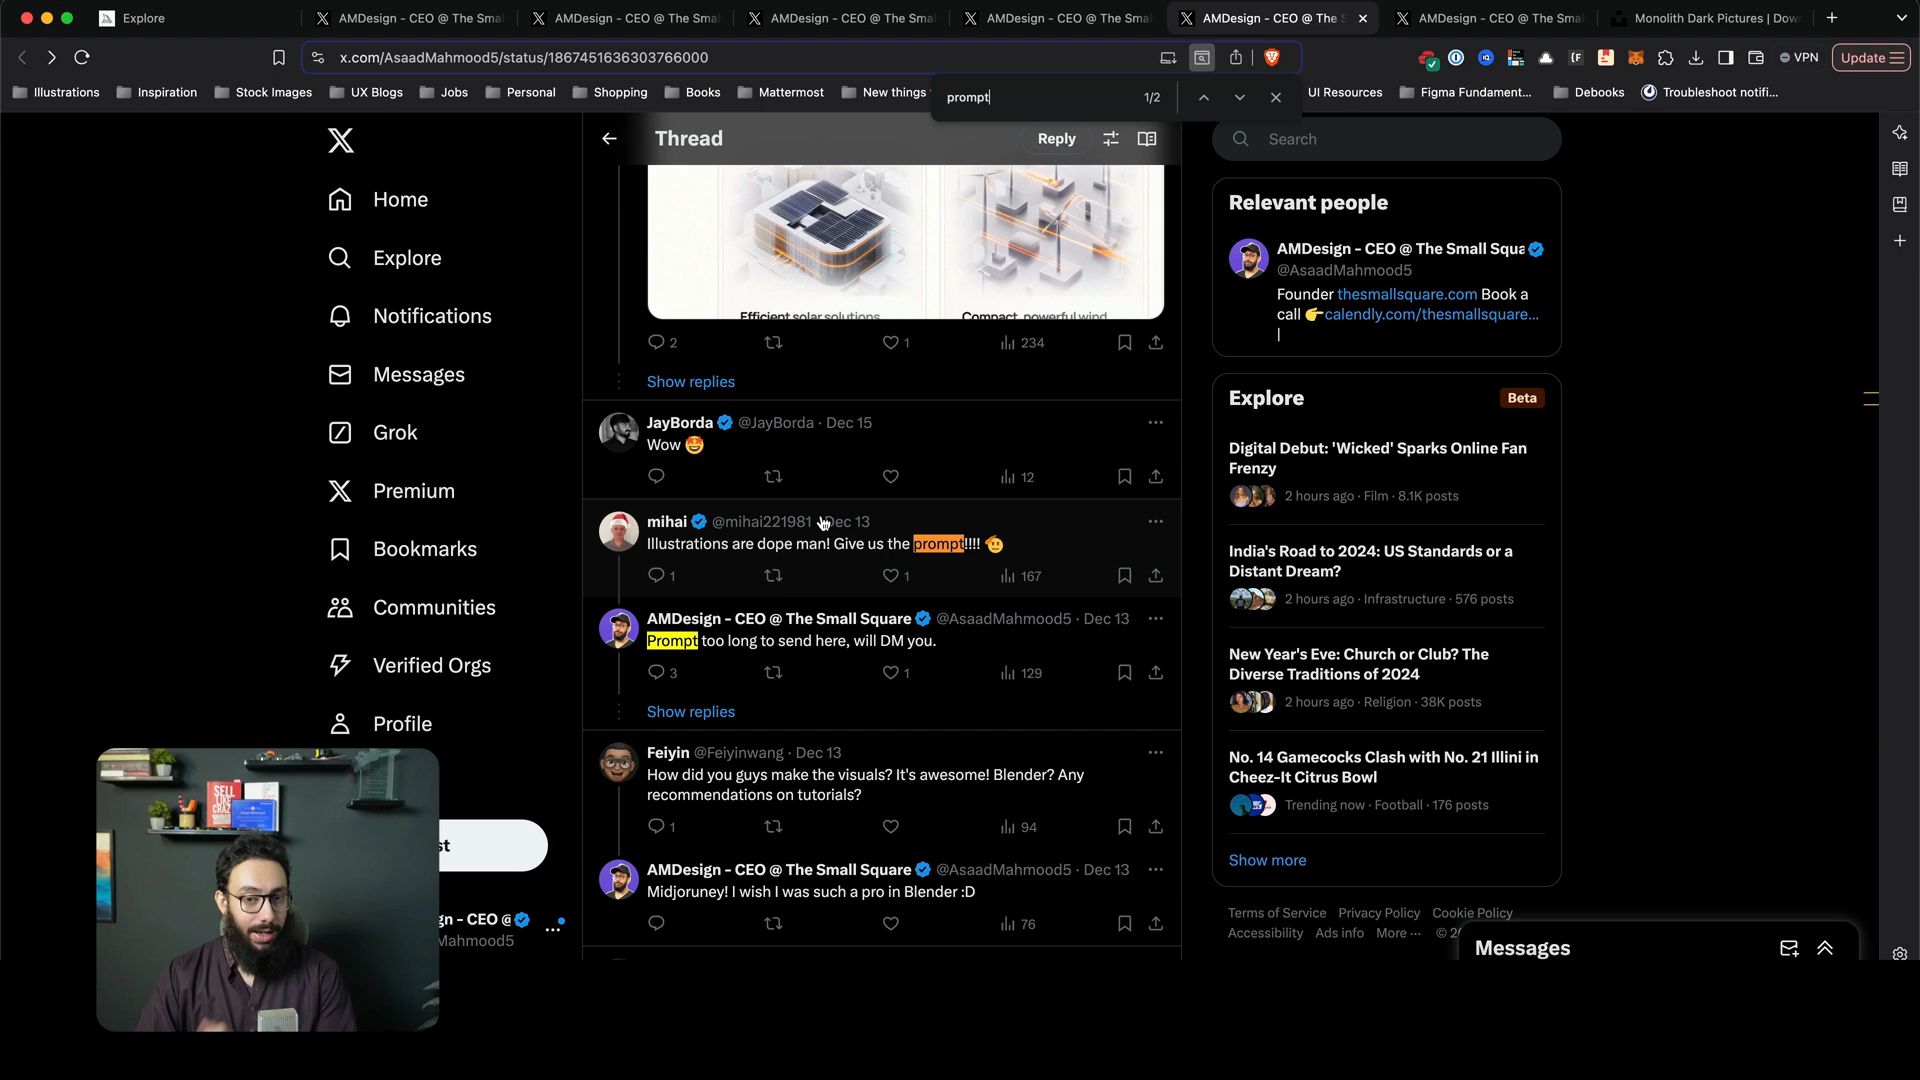 Explore
AMDesign - CEO @ The Smal
AMDesign - CEO @ The Smal
AMDesign - CEO @ The Smal
AMDesign - CEO @ The Smal
AMDesign - CEO @ The S
AMDesign - CEO @ The Smal
Monolith Dark Pictures | Dow
x.com/AsaadMahmood5/status/1867451636303766000
VPN
Update
Illustrations
Inspiration
Stock Images
UX Blogs
Jobs
Personal
Shopping
Books
Mattermost
New things
UI Resources
Figma Fundament...
Debooks
Troubleshoot notifi...
prompt
1/2
Home
Explore
Notifications
Messages
Grok
Premium
Bookmarks
Communities
Verified Orgs
Profile
st
gn - CEO @
Mahmood5
SELL
LIKE
CRAZY
Thread
Reply
Efficient solar solutions
Compact, powerful wind
2
1
234
Show replies
JayBorda @JayBorda · Dec 15
Wow 🤩
12
mihai @mihai221981 · Dec 13
Illustrations are dope man! Give us the prompt!!!! 🫡
1
1
167
AMDesign - CEO @ The Small Square @AsaadMahmood5 · Dec 13
Prompt too long to send here, will DM you.
3
1
129
Show replies
Feiyin @Feiyinwang · Dec 13
How did you guys make the visuals? It's awesome! Blender? Any
recommendations on tutorials?
1
94
AMDesign - CEO @ The Small Square @AsaadMahmood5 · Dec 13
Midjoruney! I wish I was such a pro in Blender :D
76
Search
Relevant people
AMDesign - CEO @ The Small Squa
@AsaadMahmood5
Founder thesmallsquare.com Book a
call 👉calendly.com/thesmallsquare...
|
Explore
Beta
Digital Debut: 'Wicked' Sparks Online Fan
Frenzy
2 hours ago · Film · 8.1K posts
India's Road to 2024: US Standards or a
Distant Dream?
2 hours ago · Infrastructure · 576 posts
New Year's Eve: Church or Club? The
Diverse Traditions of 2024
2 hours ago · Religion · 38K posts
No. 14 Gamecocks Clash with No. 21 Illini in
Cheez-It Citrus Bowl
Trending now · Football · 176 posts
Show more
Terms of Service Privacy Policy Cookie Policy
Accessibility Ads info More ··· © 2
Messages